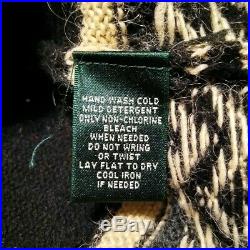 HAND WASH COLD
MILD DETERGENT
ONLY NON-CHLORINE
BLEACH
WHEN NEEDED
DO NOT WRING
OR TWIST
LAY FLAT TO DRY
COOL IRON
IF NEEDED